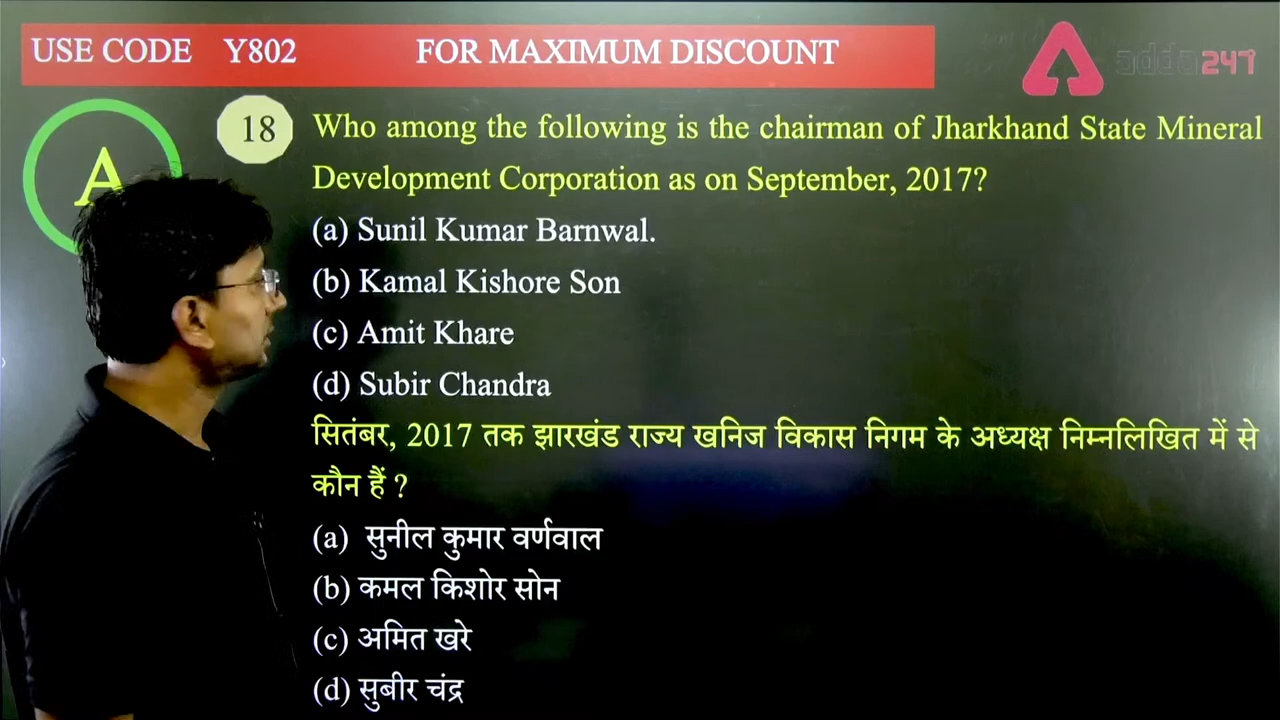 USE CODE Y802 FOR MAXIMUM DISCOUNT
adda247
A
18 Who among the following is the chairman of Jharkhand State Mineral
Development Corporation as on September, 2017?
(a) Sunil Kumar Barnwal.
(b) Kamal Kishore Son
(c) Amit Khare
(d) Subir Chandra
सितंबर, 2017 तक झारखंड राज्य खनिज विकास निगम के अध्यक्ष निम्नलिखित में से
कौन हैं ?
(a) सुनील कुमार वर्णवाल
(b) कमल किशोर सोन
(c) अमित खरे
(d) सुबीर चंद्र